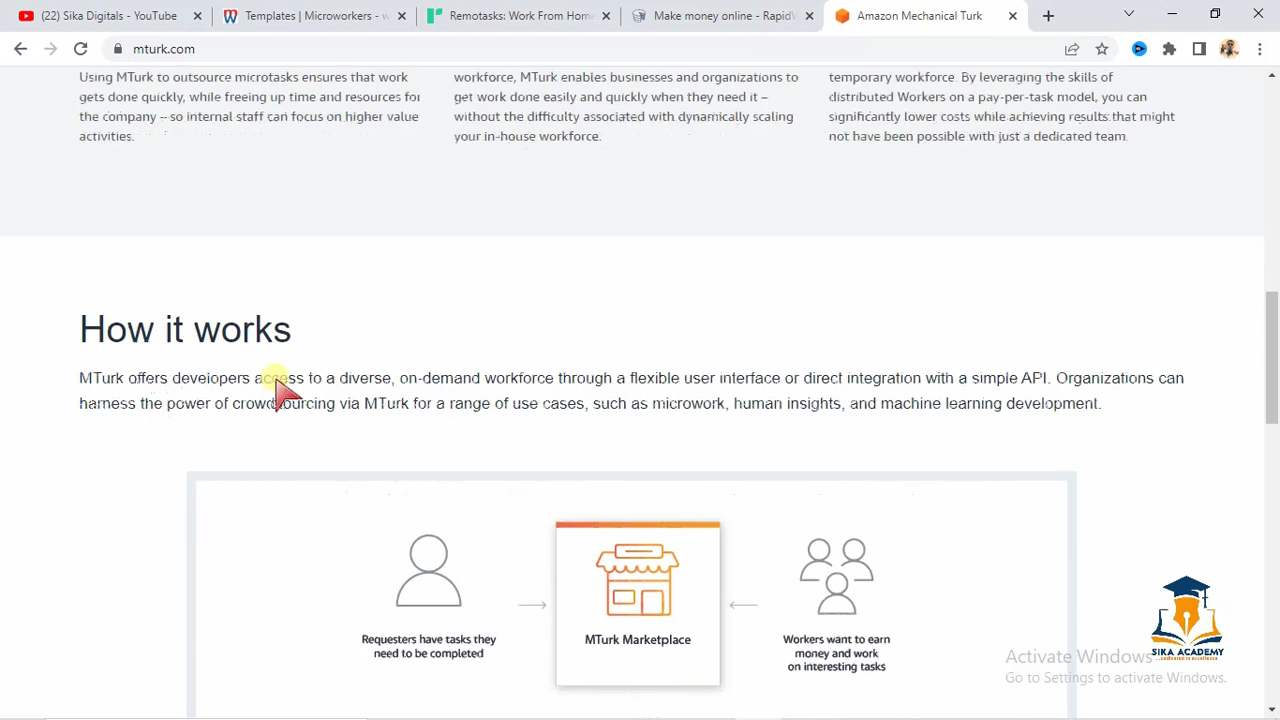 (22) Sika Digitals - YouTube
Templates | Microworkers - w
Remotasks: Work From Home
Make money online - RapidW
Amazon Mechanical Turk
mturk.com
Using MTurk to outsource microtasks ensures that work
gets done quickly, while freeing up time and resources for
the company – so internal staff can focus on higher value
activities.
workforce, MTurk enables businesses and organizations to
get work done easily and quickly when they need it –
without the difficulty associated with dynamically scaling
your in-house workforce.
temporary workforce. By leveraging the skills of
distributed Workers on a pay-per-task model, you can
significantly lower costs while achieving results that might
not have been possible with just a dedicated team.
How it works
MTurk offers developers access to a diverse, on-demand workforce through a flexible user interface or direct integration with a simple API. Organizations can
harness the power of crowdsourcing via MTurk for a range of use cases, such as microwork, human insights, and machine learning development.
Requesters have tasks they
need to be completed
MTurk Marketplace
Workers want to earn
money and work
on interesting tasks
SIKA ACADEMY
Activate Windows
Go to Settings to activate Windows.